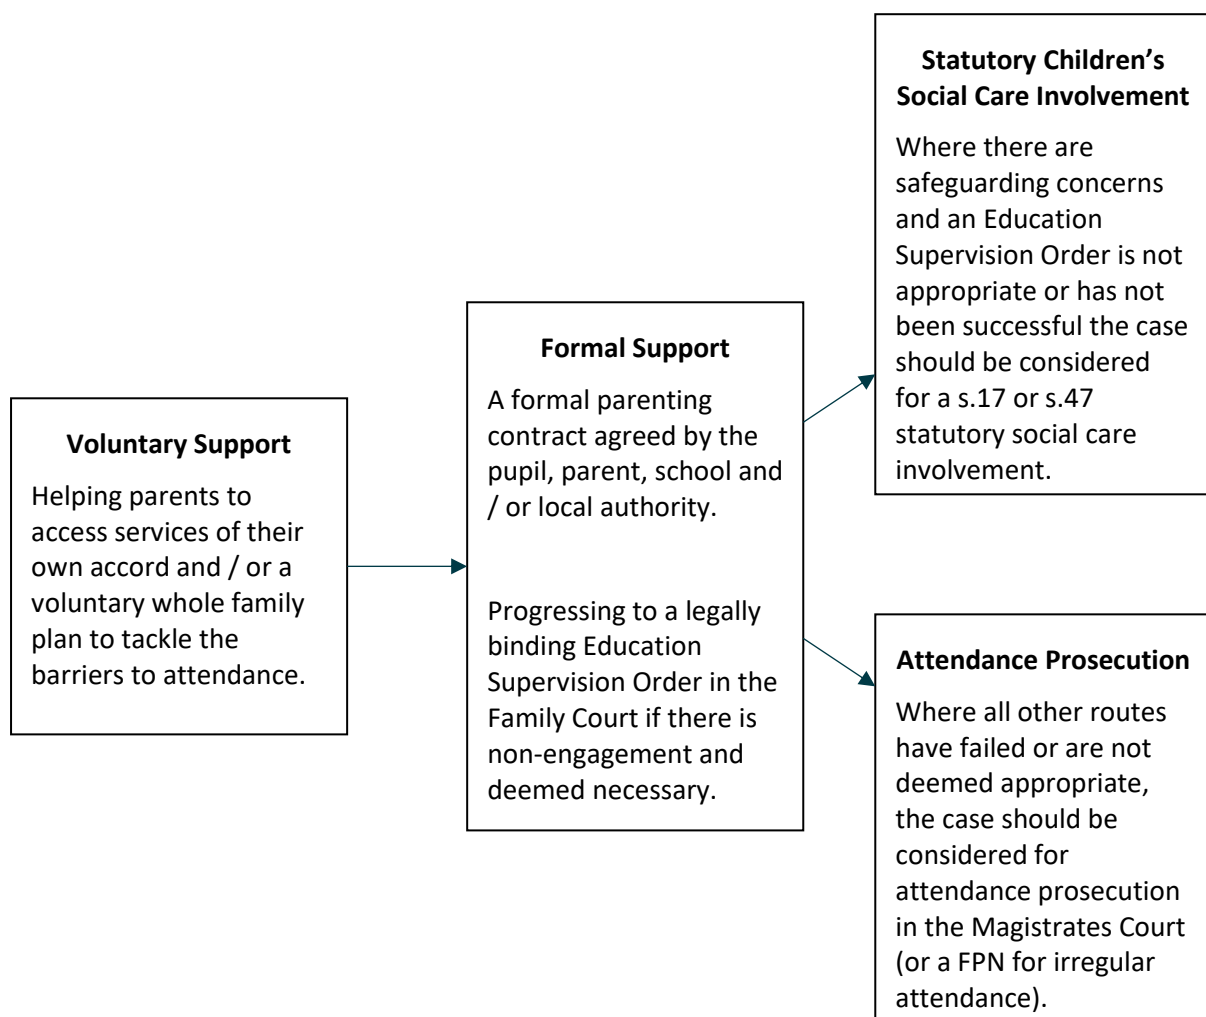 Voluntary Support
Helping parents to
access services of their
own accord and / or a
voluntary whole family
plan to tackle the
barriers to attendance.
Formal Support
A formal parenting
contract agreed by the
pupil, parent, school and
/ or local authority.
Progressing to a legally
binding Education
Supervision Order in the
Family Court if there is
non-engagement and
deemed necessary.
Statutory Children’s
Social Care Involvement
Where there are
safeguarding concerns
and an Education
Supervision Order is not
appropriate or has not
been successful the case
should be considered
for a s.17 or s.47
statutory social care
involvement.
Attendance Prosecution
Where all other routes
have failed or are not
deemed appropriate,
the case should be
considered for
attendance prosecution
in the Magistrates Court
(or a FPN for irregular
attendance).